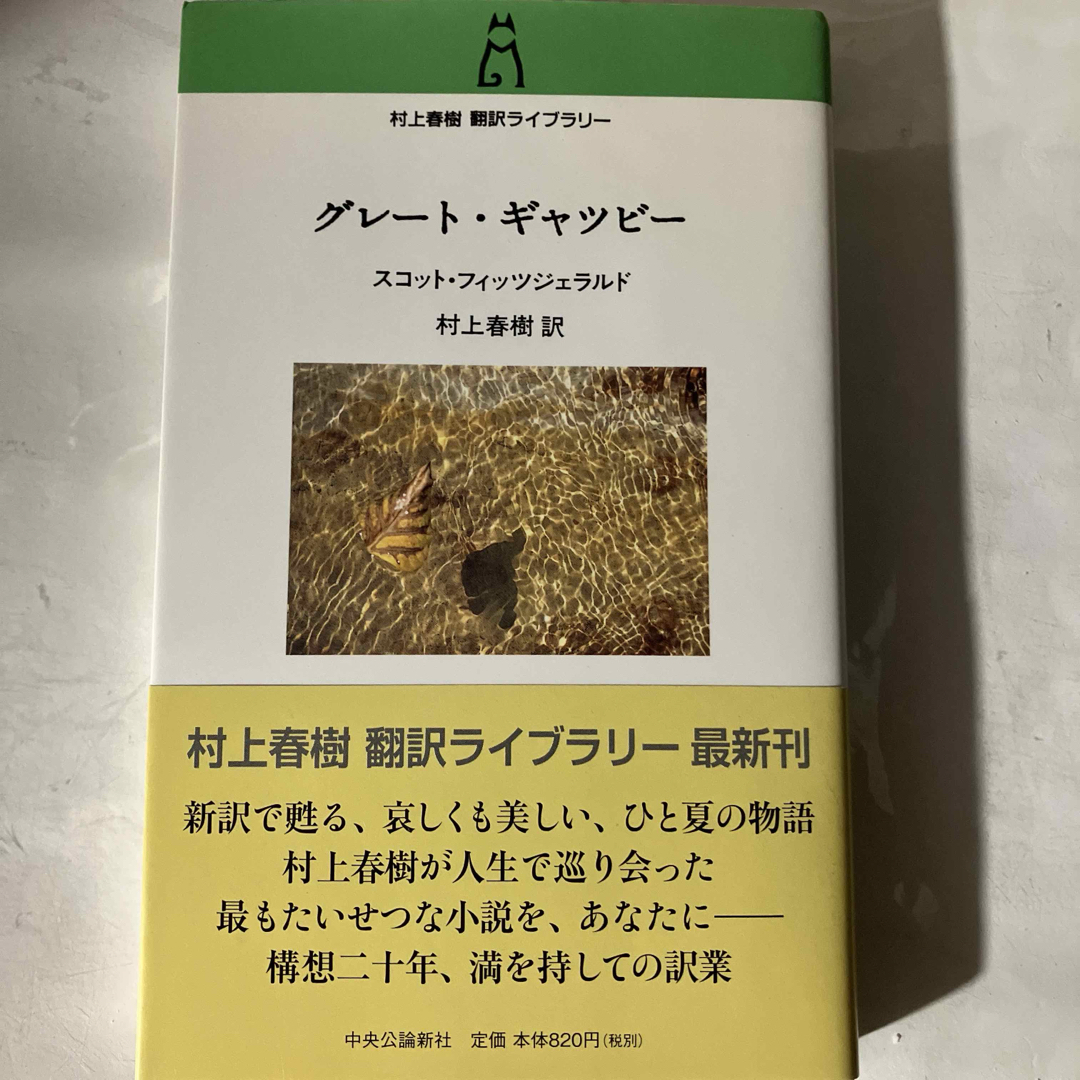 村上春樹 翻訳ライブラリー
グレート・ギャツビー
スコット・フィッツジェラルド
村上春樹 訳
村上春樹 翻訳ライブラリー 最新刊
新訳で甦る、哀しくも美しい、ひと夏の物語
村上春樹が人生で巡り会った
最もたいせつな小説を、あなたに——
構想二十年、満を持しての訳業
中央公論新社 定価 本体820円(税別)